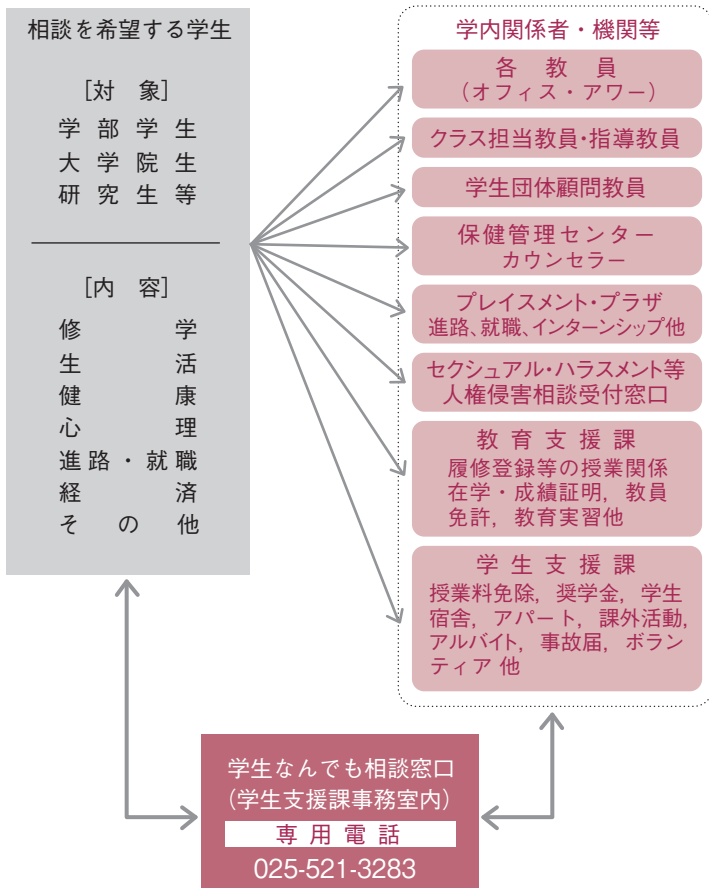 相談を希望する学生
[対 象]
学部学生
大学院生
研究生等
[内 容]
修学
生活
健康
心理
進路・就職
経済
その他
学内関係者・機関等
各教員
(オフィス・アワー)
クラス担当教員・指導教員
学生団体顧問教員
保健管理センター
カウンセラー
プレイスメント・プラザ
進路、就職、インターンシップ他
セクシュアル・ハラスメント等
人権侵害相談受付窓口
教育支援課
履修登録等の授業関係
在学・成績証明, 教員
免許, 教育実習他
学生支援課
授業料免除, 奨学金, 学生
宿舎, アパート, 課外活動,
アルバイト, 事故届, ボラン
ティア 他
学生なんでも相談窓口
(学生支援課事務室内)
専用電話
025-521-3283